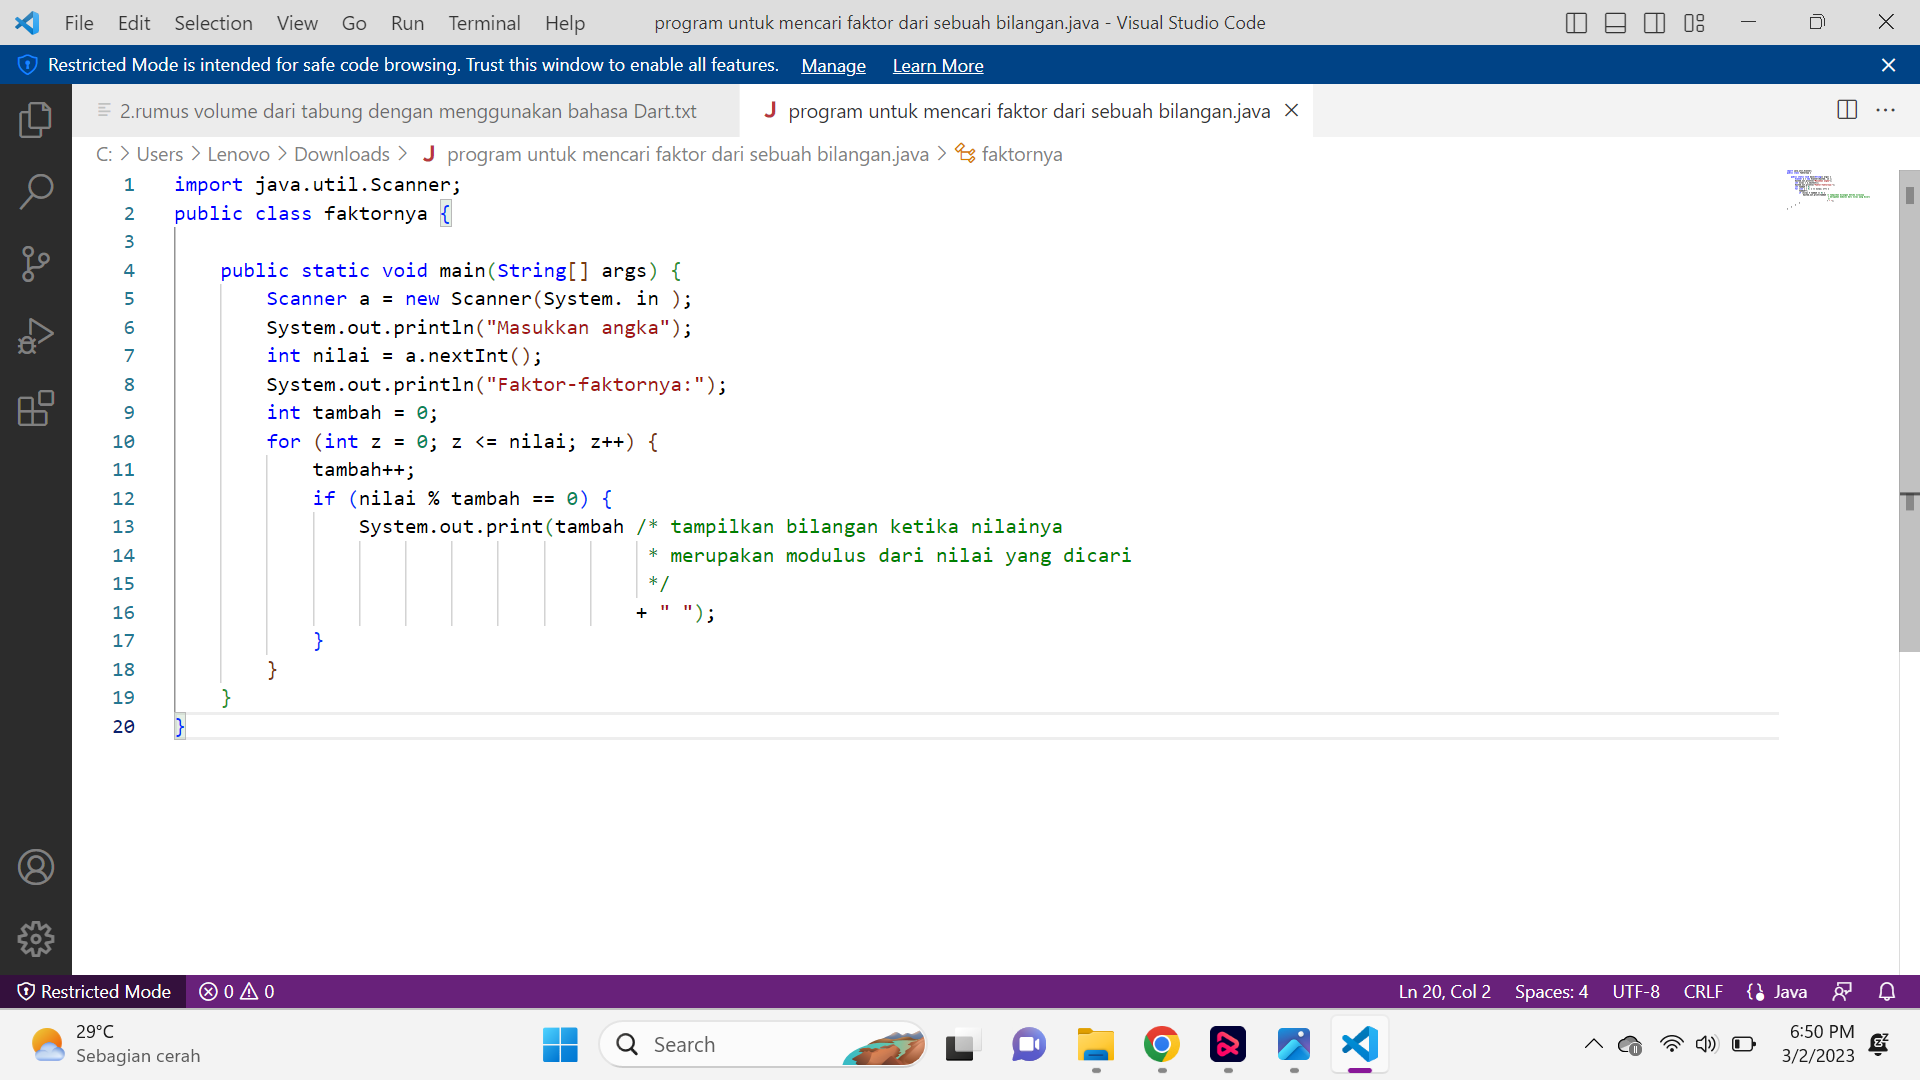 File Edit Selection View Go Run Terminal Help program untuk mencari faktor dari sebuah bilangan.java - Visual Studio Code
Restricted Mode is intended for safe code browsing. Trust this window to enable all features. Manage Learn More
2.rumus volume dari tabung dengan menggunakan bahasa Dart.txt J program untuk mencari faktor dari sebuah bilangan.java
C: > Users > Lenovo > Downloads > J program untuk mencari faktor dari sebuah bilangan.java > faktornya
1 import java.util.Scanner;
2 public class faktornya {
3
4 public static void main(String[] args) {
5 Scanner a = new Scanner(System. in );
6 System.out.println("Masukkan angka");
7 int nilai = a.nextInt();
8 System.out.println("Faktor-faktornya:");
9 int tambah = 0;
10 for (int z = 0; z <= nilai; z++) {
11 tambah++;
12 if (nilai % tambah == 0) {
13 System.out.print(tambah /* tampilkan bilangan ketika nilainya
14 * merupakan modulus dari nilai yang dicari
15 */
16 + " ");
17 }
18 }
19 }
20 }
Restricted Mode 0 0 Ln 20, Col 2 Spaces: 4 UTF-8 CRLF Java
29°C
Sebagian cerah
Search
6:50 PM
3/2/2023